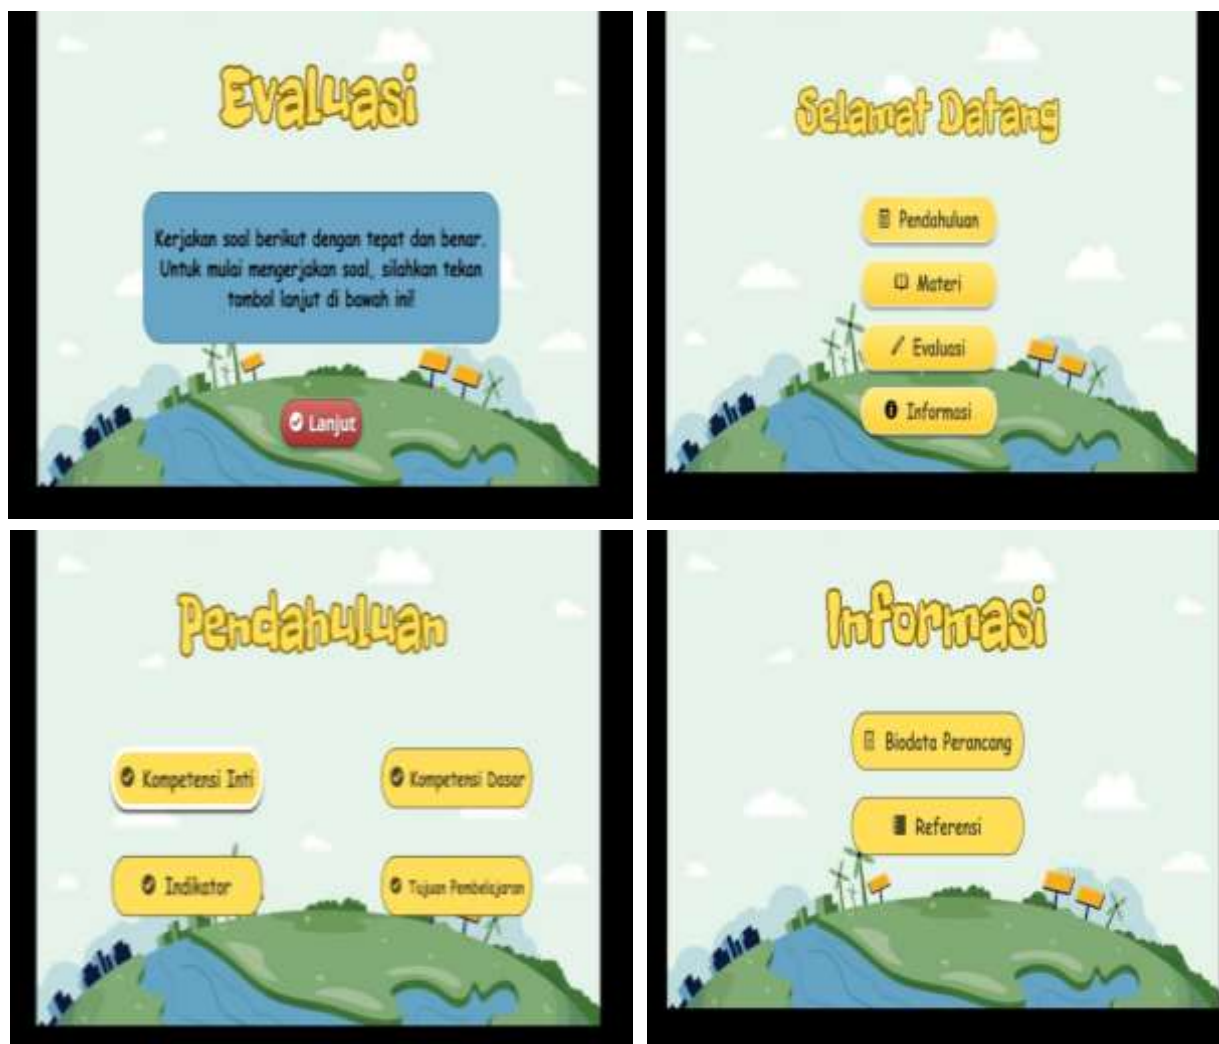 Evaluasi
Kerjakan soal berikut dengan tepat dan benar.
Untuk mulai mengerjakan soal, silahkan tekan
tombol lanjut di bawah ini!
Lanjut
Selamat Datang
Pendahuluan
Materi
Evaluasi
Informasi
Pendahuluan
Kompetensi Inti
Kompetensi Dasar
Indikator
Tujuan Pembelajaran
Informasi
Biodata Perancang
Referensi